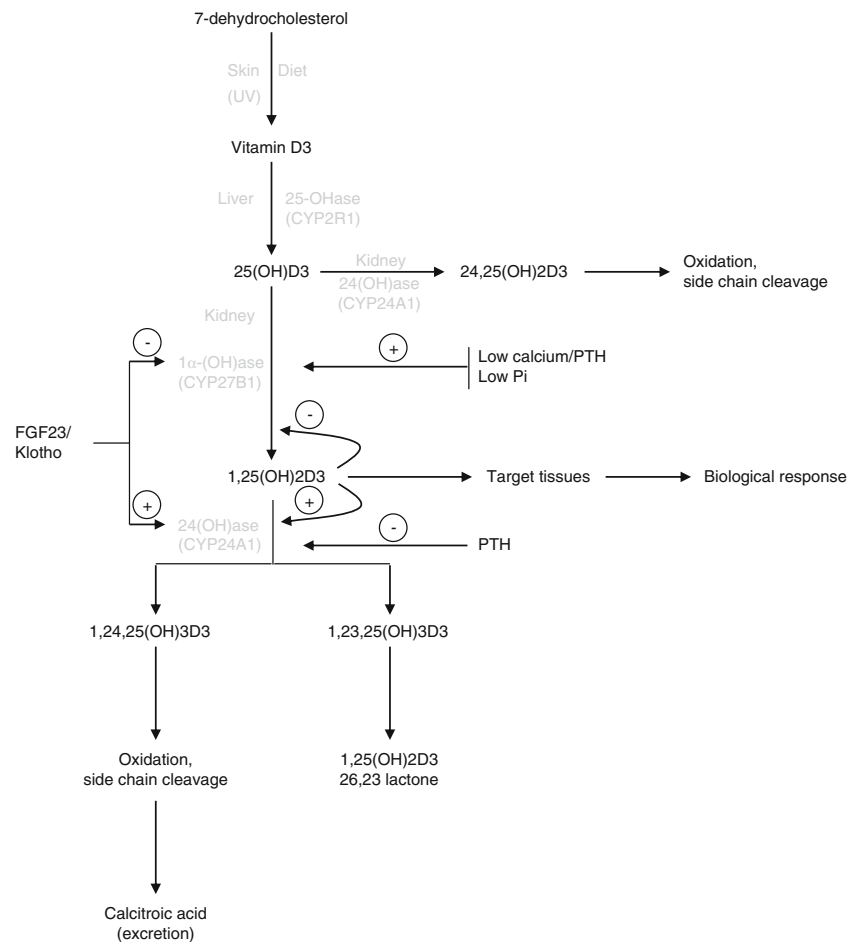 7-dehydrocholesterol
Skin Diet
(UV)
Vitamin D3
Liver 25-OHase
(CYP2R1)
25(OH)D3 Kidney 24,25(OH)2D3 Oxidation,
24(OH)ase side chain cleavage
(CYP24A1)
Kidney
-
1α-(OH)ase
(CYP27B1)
+
Low calcium/PTH
Low Pi
-
FGF23/
Klotho
1,25(OH)2D3 Target tissues Biological response
+
+
24(OH)ase
(CYP24A1)
-
PTH
1,24,25(OH)3D3 1,23,25(OH)3D3
Oxidation, 1,25(OH)2D3
side chain cleavage 26,23 lactone
Calcitroic acid
(excretion)